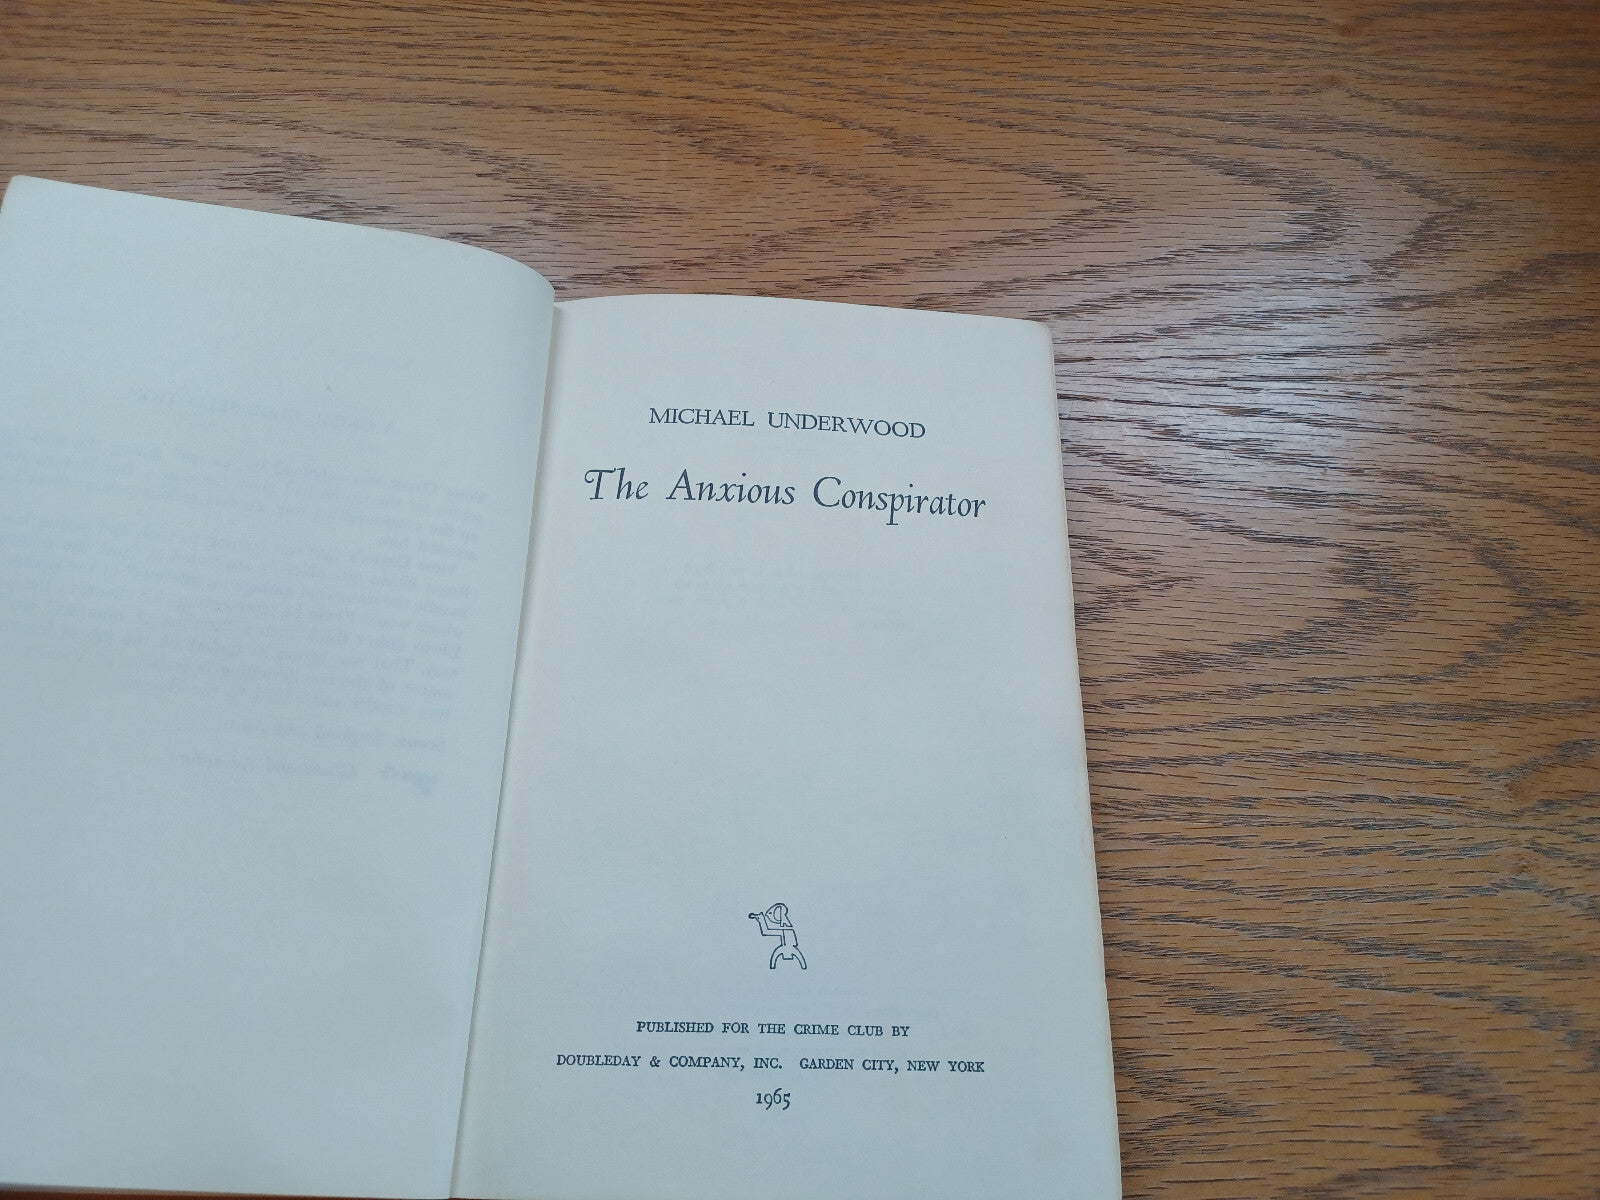 MICHAEL UNDERWOOD
The Anxious Conspirator
PUBLISHED FOR THE CRIME CLUB BY
DOUBLEDAY & COMPANY, INC. GARDEN CITY, NEW YORK
1965